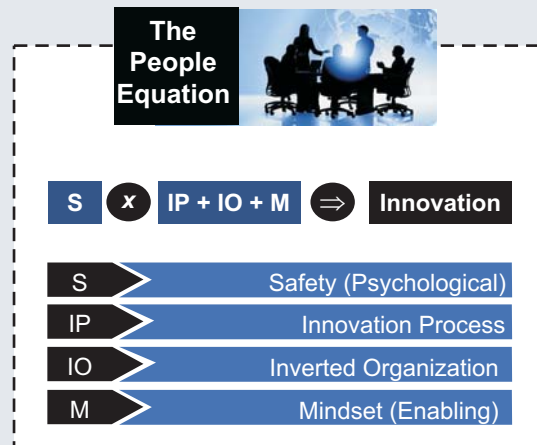 The
People
Equation
S x IP + IO + M ⇒ Innovation
S Safety (Psychological)
IP Innovation Process
IO Inverted Organization
M Mindset (Enabling)